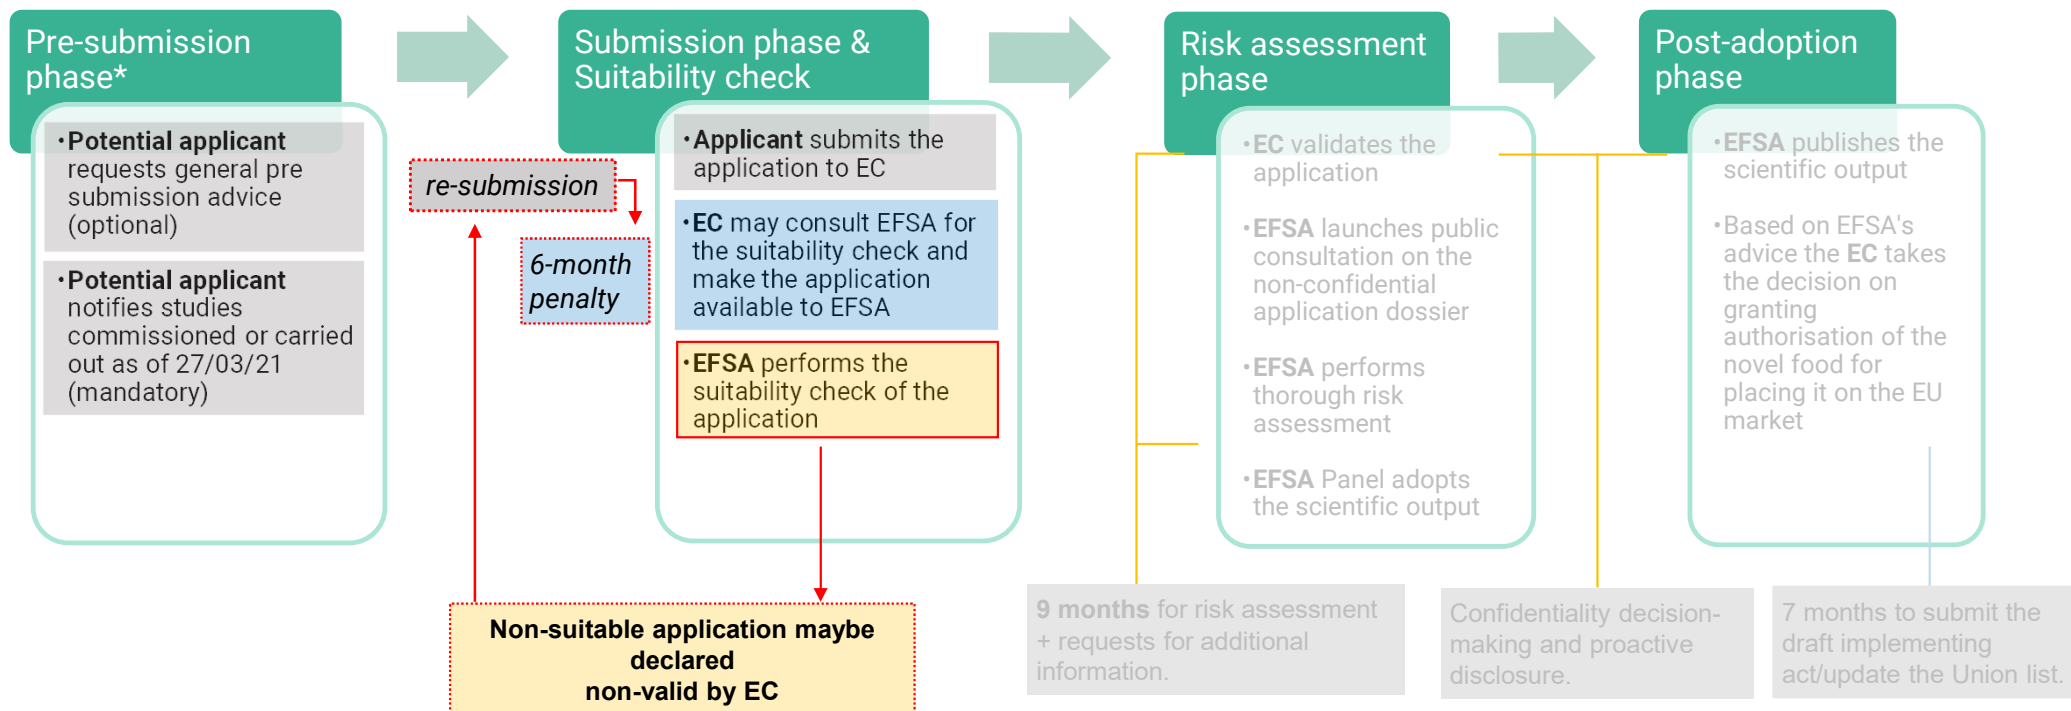 Pre-submission
phase*
•Potential applicant
requests general pre
submission advice
(optional)
•Potential applicant
notifies studies
commissioned or carried
out as of 27/03/21
(mandatory)
re-submission
6-month
penalty
Submission phase &
Suitability check
•Applicant submits the
application to EC
•EC may consult EFSA for
the suitability check and
make the application
available to EFSA
•EFSA performs the
suitability check of the
application
Non-suitable application maybe
declared
non-valid by EC
Risk assessment
phase
•EC validates the
application
•EFSA launches public
consultation on the
non-confidential
application dossier
•EFSA performs
thorough risk
assessment
•EFSA Panel adopts
the scientific output
9 months for risk assessment
+ requests for additional
information.
Post-adoption
phase
•EFSA publishes the
scientific output
•Based on EFSA's
advice the EC takes
the decision on
granting
authorisation of the
novel food for
placing it on the EU
market
Confidentiality decision-
making and proactive
disclosure.
7 months to submit the
draft implementing
act/update the Union list.